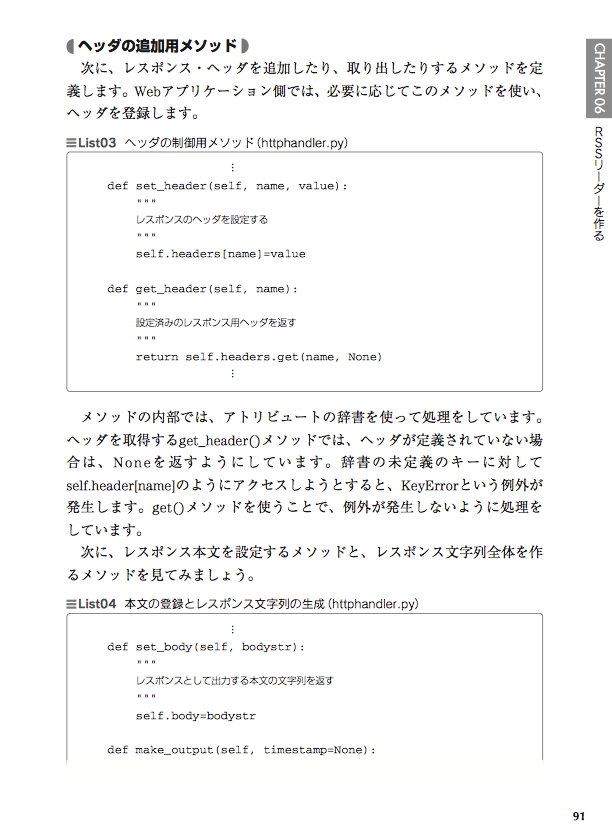 ヘッダの追加用メソッド
次に、レスポンス・ヘッダを追加したり、取り出したりするメソッドを定
義します。Webアプリケーション側では、必要に応じてこのメソッドを使い、
ヘッダを登録します。
List03 ヘッダの制御用メソッド(httphandler.py)
⋮
def set_header(self, name, value):
"""
レスポンスのヘッダを設定する
"""
self.headers[name]=value
def get_header(self, name):
"""
設定済みのレスポンス用ヘッダを返す
"""
return self.headers.get(name, None)
⋮
メソッドの内部では、アトリビュートの辞書を使って処理をしています。
ヘッダを取得するget_header()メソッドでは、ヘッダが定義されていない場
合は、Noneを返すようにしています。辞書の未定義のキーに対して
self.header[name]のようにアクセスしようとすると、KeyErrorという例外が
発生します。get()メソッドを使うことで、例外が発生しないように処理を
しています。
次に、レスポンス本文を設定するメソッドと、レスポンス文字列全体を作
るメソッドを見てみましょう。
List04 本文の登録とレスポンス文字列の生成(httphandler.py)
⋮
def set_body(self, bodystr):
"""
レスポンスとして出力する本文の文字列を返す
"""
self.body=bodystr
def make_output(self, timestamp=None):
CHAPTER 06
RSSリーダーを作る
91